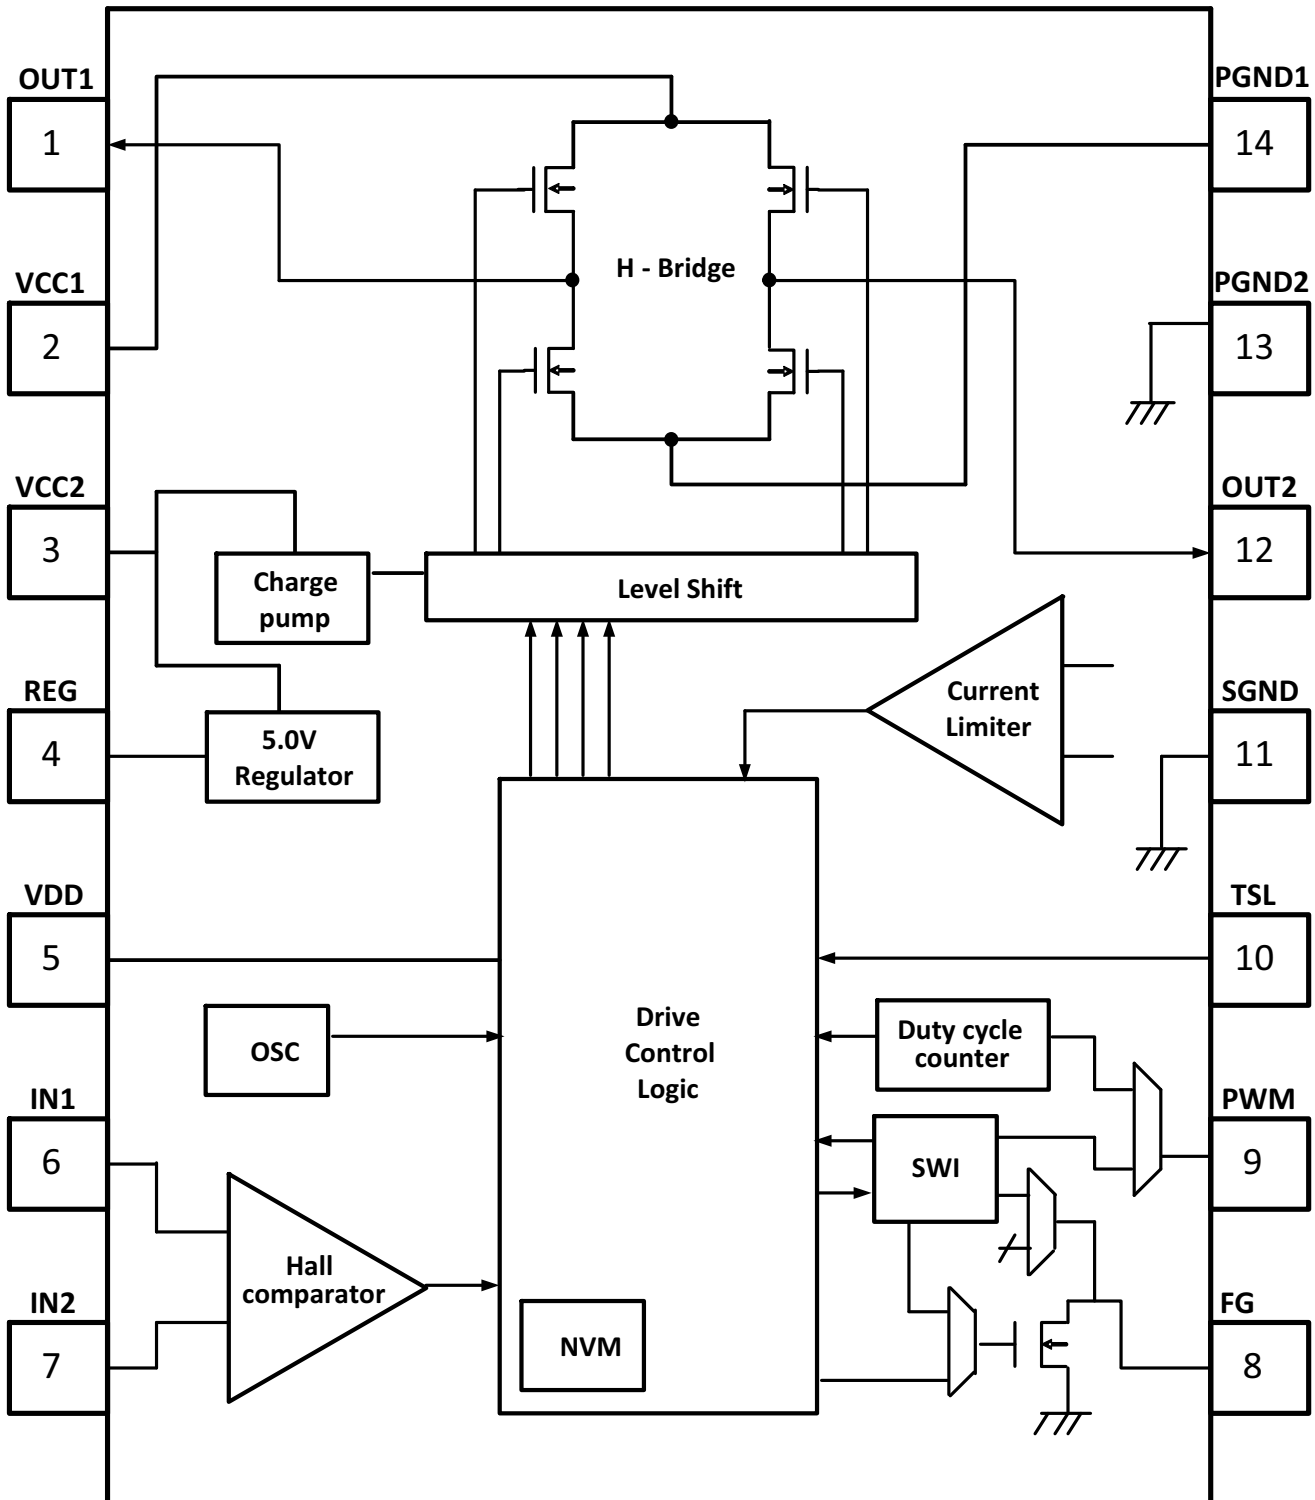 OUT1
1
PGND1
14
H - Bridge
VCC1
2
PGND2
13
VCC2
3
OUT2
12
Charge
pump
Level Shift
REG
4
5.0V
Regulator
Current
Limiter
SGND
11
VDD
5
TSL
10
OSC
Drive
Control
Logic
Duty cycle
counter
IN1
6
SWI
PWM
9
Hall
comparator
IN2
7
NVM
FG
8